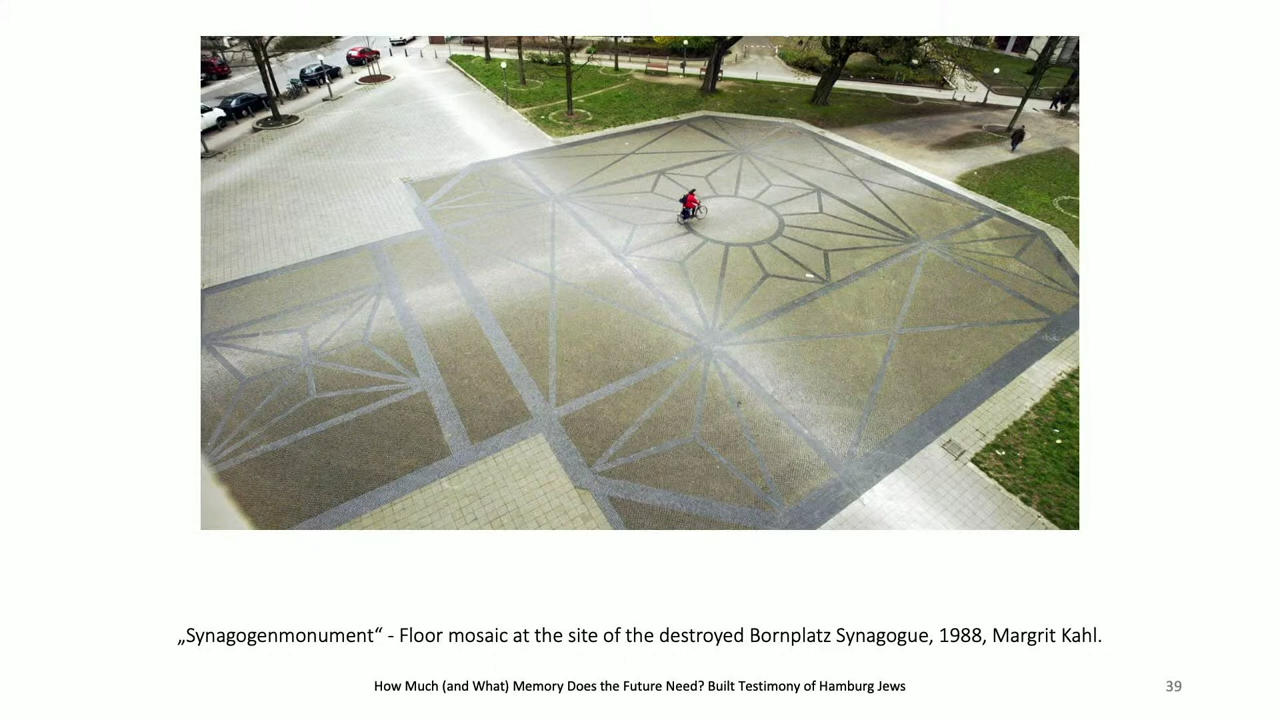 „Synagogenmonument“ - Floor mosaic at the site of the destroyed Bornplatz Synagogue, 1988, Margrit Kahl.
How Much (and What) Memory Does the Future Need? Built Testimony of Hamburg Jews
39